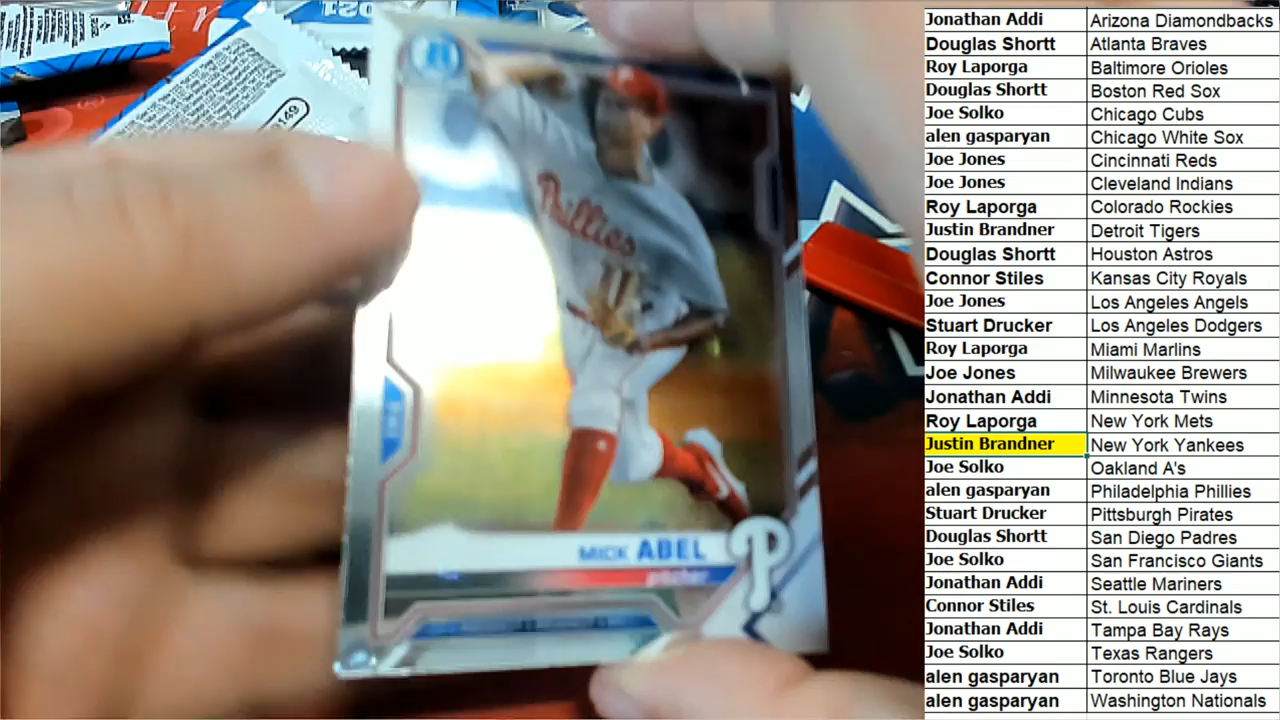 2021
149
Phillies
MICK ABEL
pitcher
P
Jonathan Addi Arizona Diamondbacks
Douglas Shortt Atlanta Braves
Roy Laporga Baltimore Orioles
Douglas Shortt Boston Red Sox
Joe Solko Chicago Cubs
alen gasparyan Chicago White Sox
Joe Jones Cincinnati Reds
Joe Jones Cleveland Indians
Roy Laporga Colorado Rockies
Justin Brandner Detroit Tigers
Douglas Shortt Houston Astros
Connor Stiles Kansas City Royals
Joe Jones Los Angeles Angels
Stuart Drucker Los Angeles Dodgers
Roy Laporga Miami Marlins
Joe Jones Milwaukee Brewers
Jonathan Addi Minnesota Twins
Roy Laporga New York Mets
Justin Brandner New York Yankees
Joe Solko Oakland A's
alen gasparyan Philadelphia Phillies
Stuart Drucker Pittsburgh Pirates
Douglas Shortt San Diego Padres
Joe Solko San Francisco Giants
Jonathan Addi Seattle Mariners
Connor Stiles St. Louis Cardinals
Jonathan Addi Tampa Bay Rays
Joe Solko Texas Rangers
alen gasparyan Toronto Blue Jays
alen gasparyan Washington Nationals